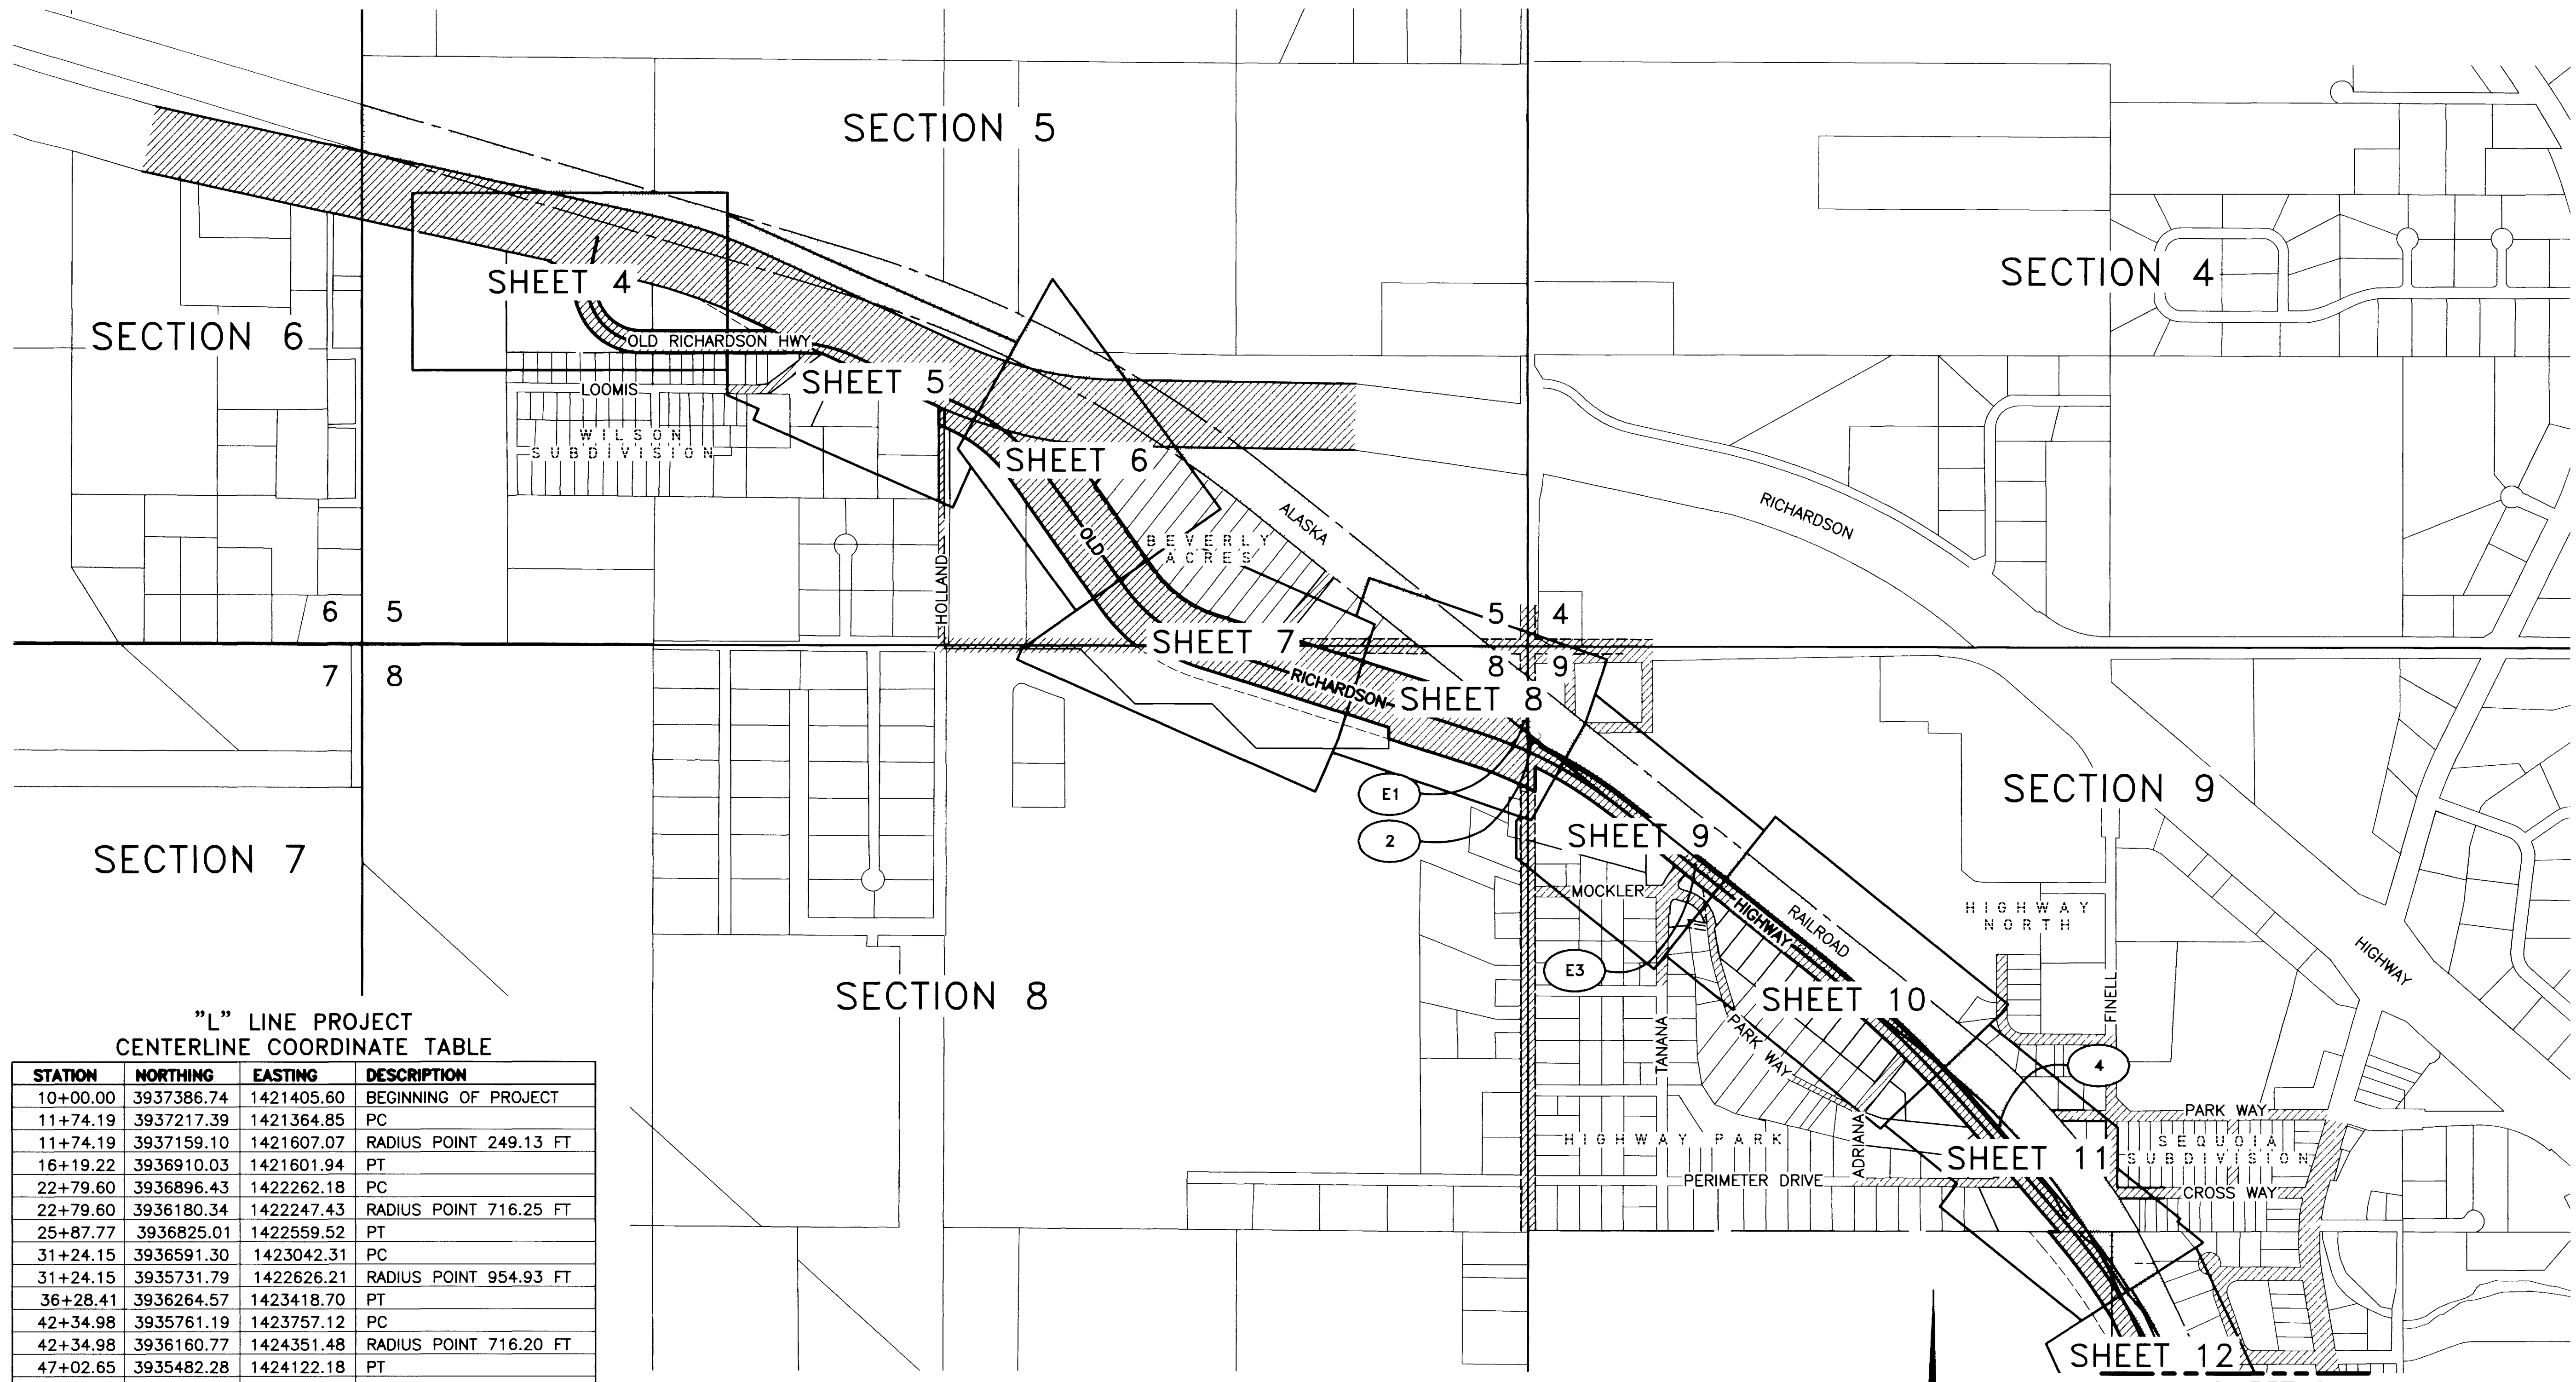 SECTION 5
SECTION 4
SHEET 4
SECTION 6
OLD RICHARDSON HWY
SHEET 5
LOOMIS
WILSON
SUBDIVISION
SHEET 6
RICHARDSON
ALASKA
OLD
BEVERLY
ACRES
HOLLAND
6 5
5 4
SHEET 7
7 8
8 9
RICHARDSON
SHEET 8
E1
SECTION 9
2
SHEET 9
SECTION 7
MOCKLER
HIGHWAY
RAILROAD
HIGHWAY
NORTH
HIGHWAY
E3
SECTION 8
SHEET 10
FINELL
TANANA
PARK WAY
4
PARK WAY
HIGHWAY PARK
ADRIANA
SEQUOIA
SUBDIVISION
SHEET 11
PERIMETER DRIVE
CROSS WAY
SHEET 12
"L" LINE PROJECT
CENTERLINE COORDINATE TABLE
STATION NORTHING EASTING DESCRIPTION
10+00.00 3937386.74 1421405.60 BEGINNING OF PROJECT
11+74.19 3937217.39 1421364.85 PC
11+74.19 3937159.10 1421607.07 RADIUS POINT 249.13 FT
16+19.22 3936910.03 1421601.94 PT
22+79.60 3936896.43 1422262.18 PC
22+79.60 3936180.34 1422247.43 RADIUS POINT 716.25 FT
25+87.77 3936825.01 1422559.52 PT
31+24.15 3936591.30 1423042.31 PC
31+24.15 3935731.79 1422626.21 RADIUS POINT 954.93 FT
36+28.41 3936264.57 1423418.70 PT
42+34.98 3935761.19 1423757.12 PC
42+34.98 3936160.77 1424351.48 RADIUS POINT 716.20 FT
47+02.65 3935482.28 1424122.18 PT